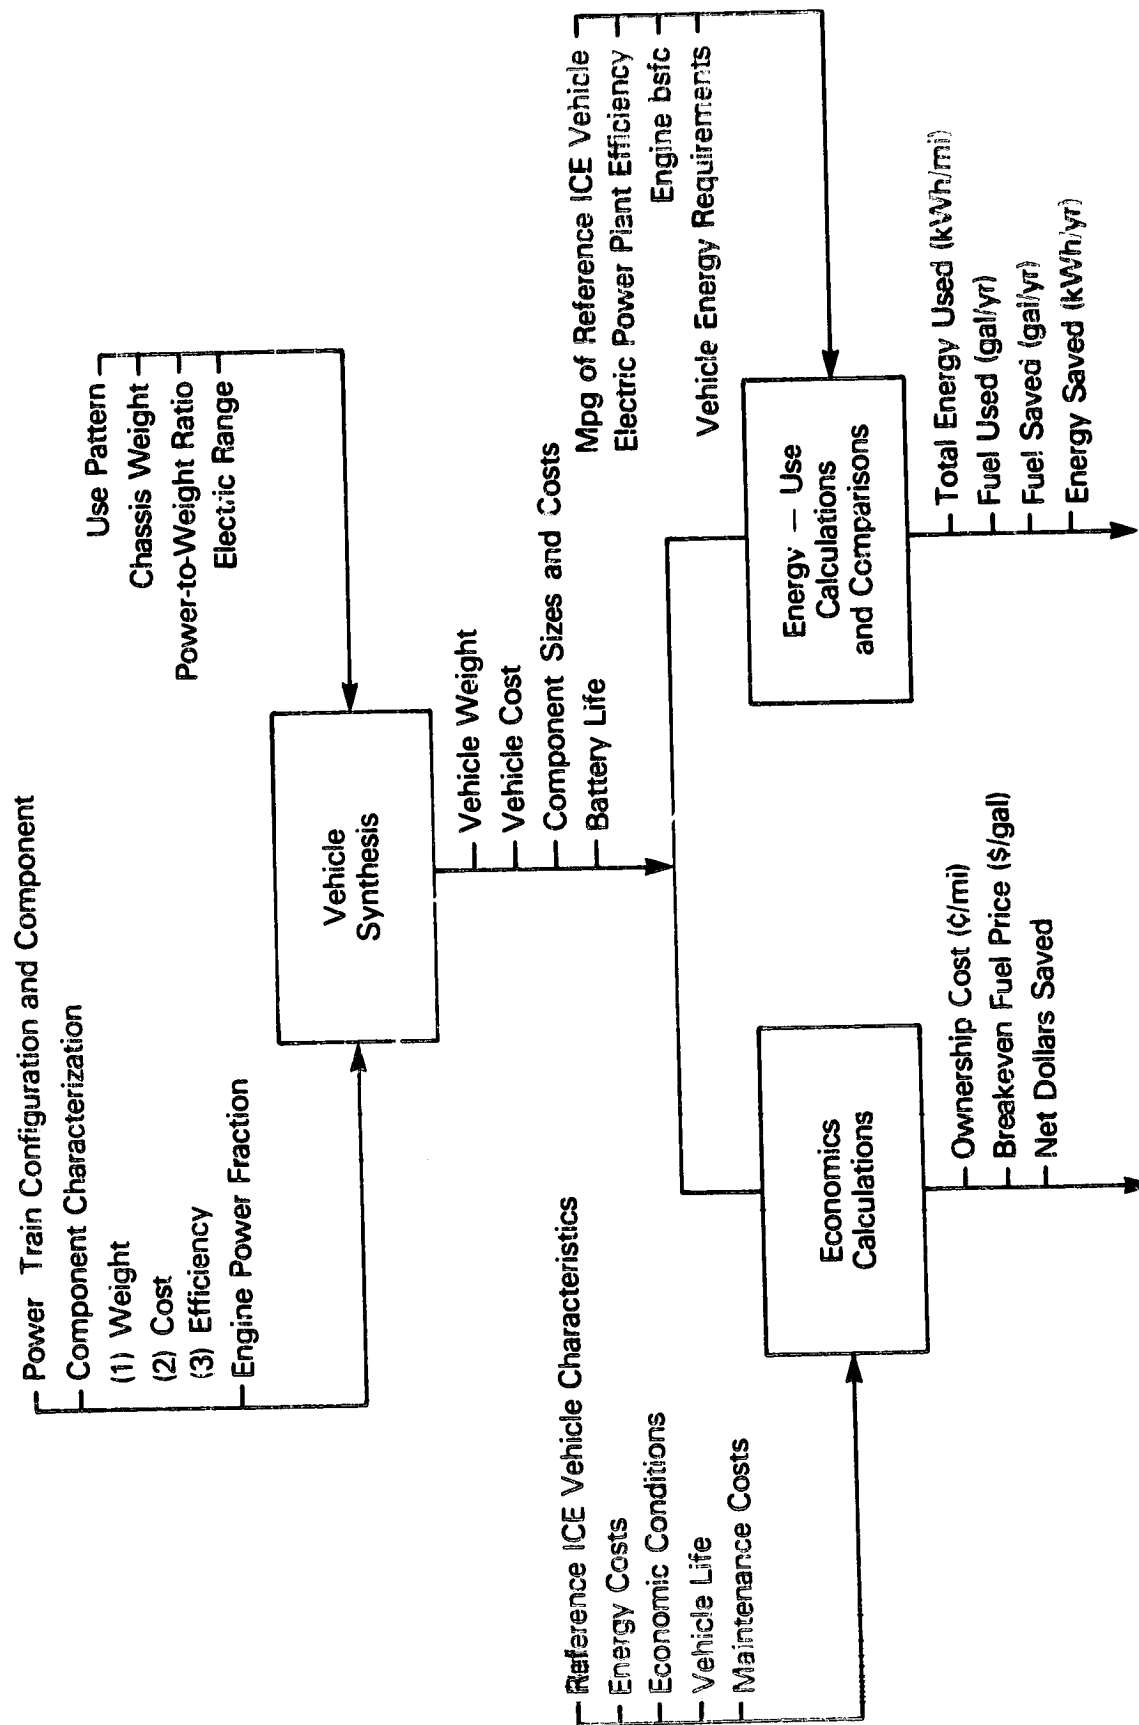 Power Train Configuration and Component
Component Characterization
(1) Weight
(2) Cost
(3) Efficiency
Engine Power Fraction
Use Pattern
Chassis Weight
Power-to-Weight Ratio
Electric Range
Vehicle
Synthesis
Vehicle Weight
Vehicle Cost
Component Sizes and Costs
Battery Life
Reference ICE Vehicle Characteristics
Energy Costs
Economic Conditions
Vehicle Life
Maintenance Costs
Mpg of Reference ICE Vehicle
Electric Power Plant Efficiency
Engine bsfc
Vehicle Energy Requirements
Economics
Calculations
Energy — Use
Calculations
and Comparisons
Ownership Cost (¢/mi)
Breakeven Fuel Price ($/gal)
Net Dollars Saved
Total Energy Used (kWh/mi)
Fuel Used (gal/yr)
Fuel Saved (gal/yr)
Energy Saved (kWh/yr)